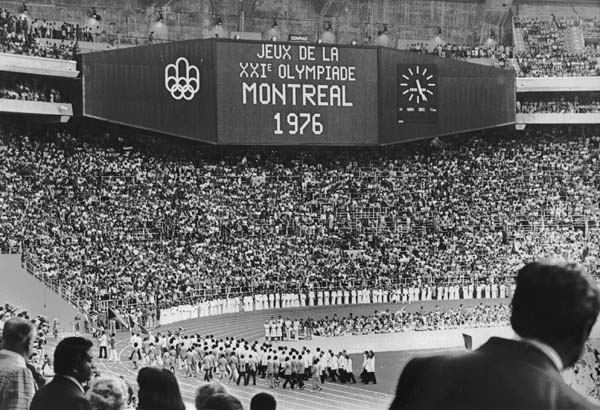 JEUX DE LA
XXIE OLYMPIADE
MONTREAL
1976